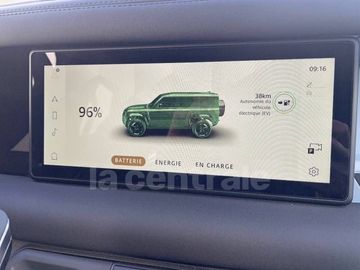 09:16
38km
Autonomie du
véhicule
électrique (EV)
96%
BATTERIE ÉNERGIE EN CHARGE
la centrale
P